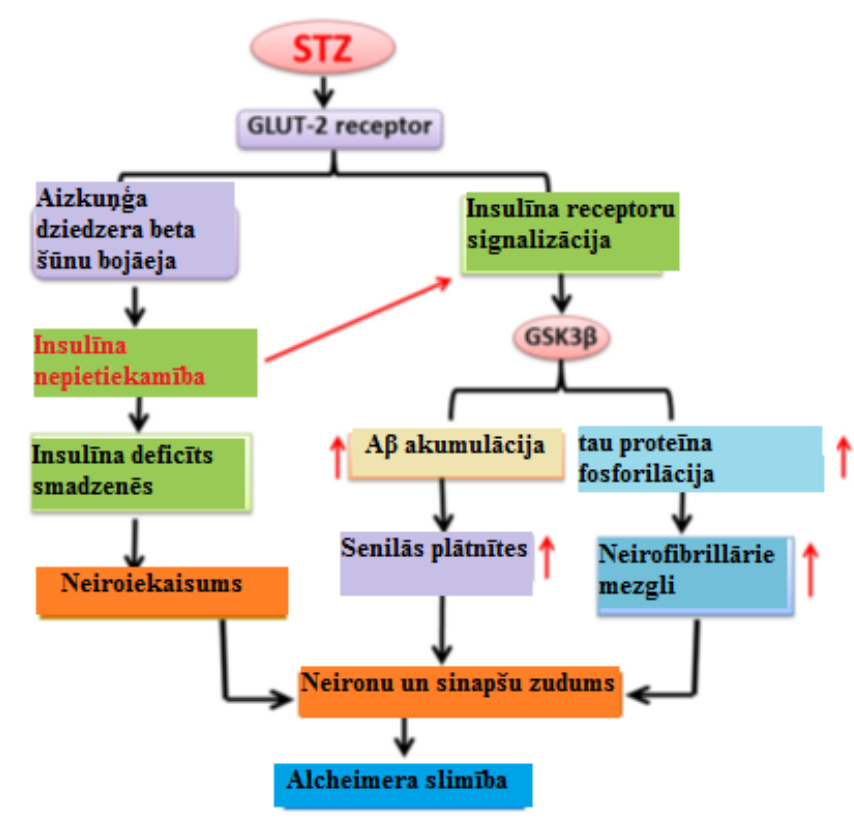 STZ
GLUT-2 receptor
Aizkuņģa
dziedzera beta
šūnu bojāeja
Insulīna receptoru
signalizācija
Insulīna
nepietiekamība
GSK3β
Insulīna deficīts
smadzenēs
Aβ akumulācija
tau proteīna
fosforilācija
Senilās plātnītes
Neirofibrillārie
mezgli
Neiroiekaisums
Neironu un sinapšu zudums
Alcheimera slimība